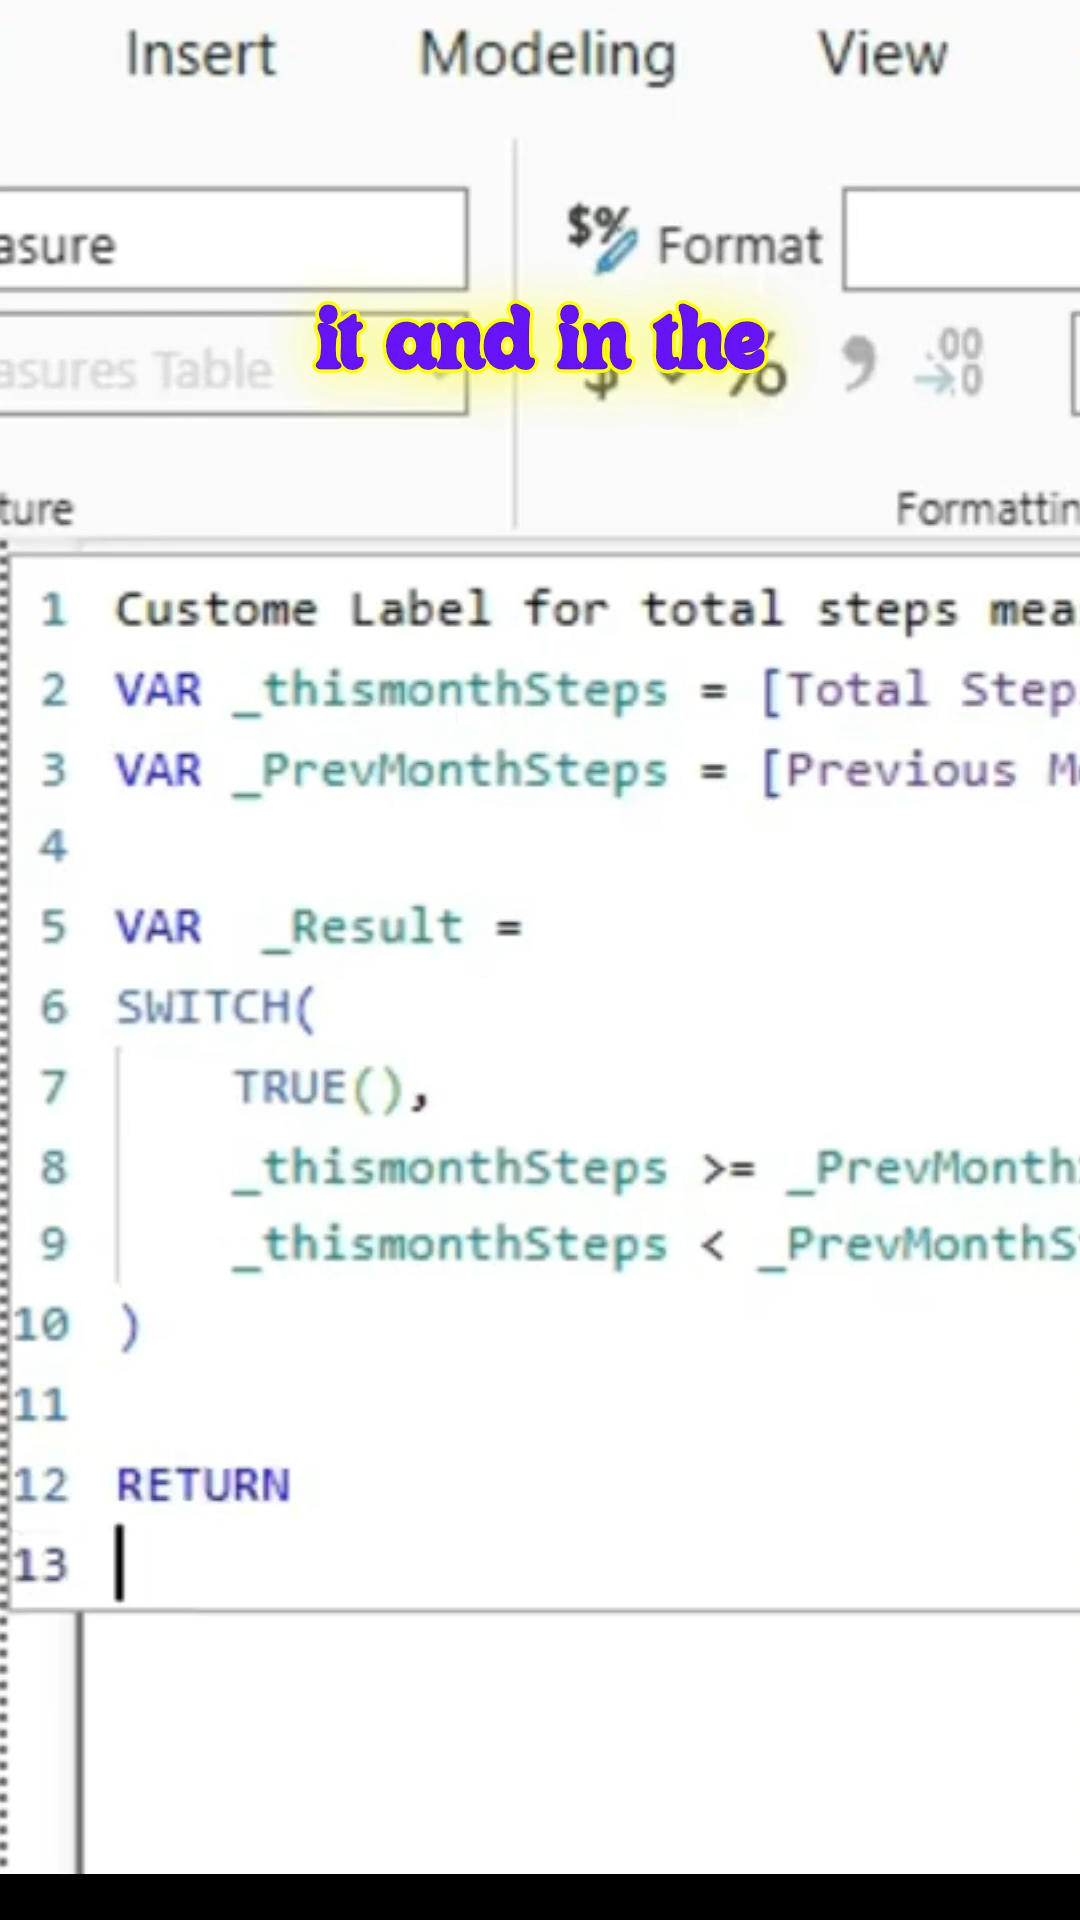 Insert Modeling View
asure
$% Format
it and in the
asures Table $ % , .00 →.0
ture
Formattin
1 Custome Label for total steps mea
2 VAR _thismonthSteps = [Total Step
3 VAR _PrevMonthSteps = [Previous M
4
5 VAR _Result =
6 SWITCH(
7 TRUE(),
8 _thismonthSteps >= _PrevMonth
9 _thismonthSteps < _PrevMonthS
10 )
11
12 RETURN
13